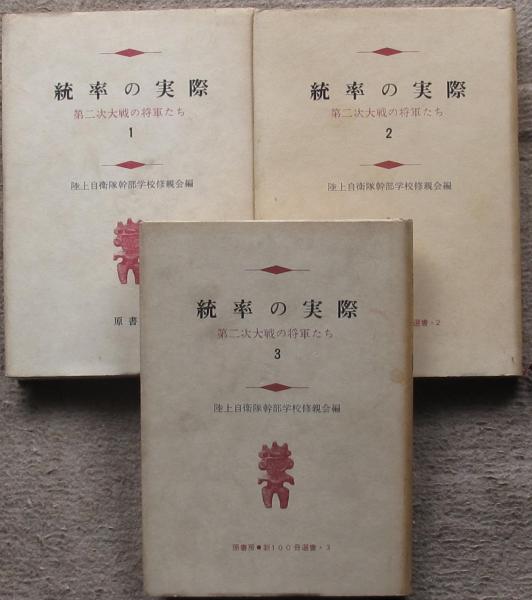 統率の実際
第二次大戦の将軍たち
1
陸上自衛隊幹部学校修親会編
原書
統率の実際
第二次大戦の将軍たち
2
陸上自衛隊幹部学校修親会編
選書・2
統率の実際
第二次大戦の将軍たち
3
陸上自衛隊幹部学校修親会編
原書房●新100冊選書・3